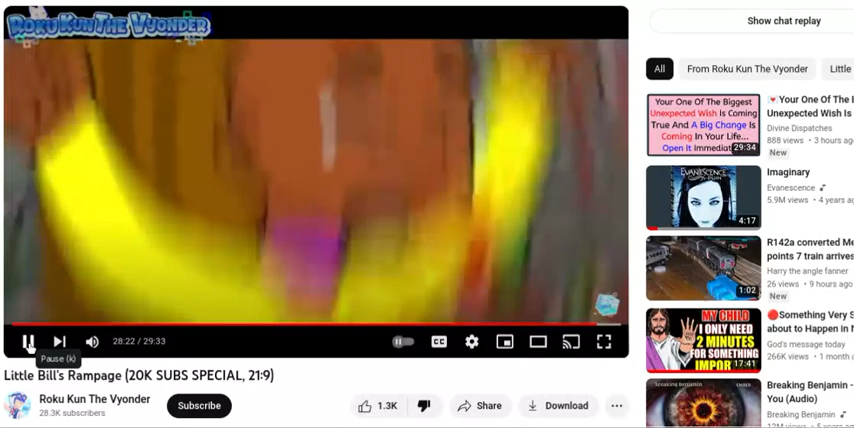 ROKU KUN THE VYONDER
Show chat replay
All
From Roku Kun The Vyonder
Little
Your One Of The Biggest
Unexpected Wish Is Coming
True And A Big Change Is
Coming In Your Life...
Open It Immediat
29:34
💌Your One Of The
Unexpected Wish Is
Divine Dispatches
888 views • 3 hours ag
New
EVANESCENCE
4:17
Imaginary
Evanescence
5.9M views • 4 years a
1:02
R142a converted Me
points 7 train arrives
Harry the angle fanner
26 views • 9 hours ago
New
MY CHILD
I ONLY NEED
2 MINUTES
FOR SOMETHING
IMPOR
17:41
🔴Something Very S
about to Happen in
God's message today
266K views • 1 month
BREAKING BENJAMIN
Breaking Benjamin -
You (Audio)
Breaking Benjamin
28:22 / 29:33
CC
Pause (k)
Little Bill's Rampage (20K SUBS SPECIAL, 21:9)
Roku Kun The Vyonder
28.3K subscribers
Subscribe
1.3K
Share
Download